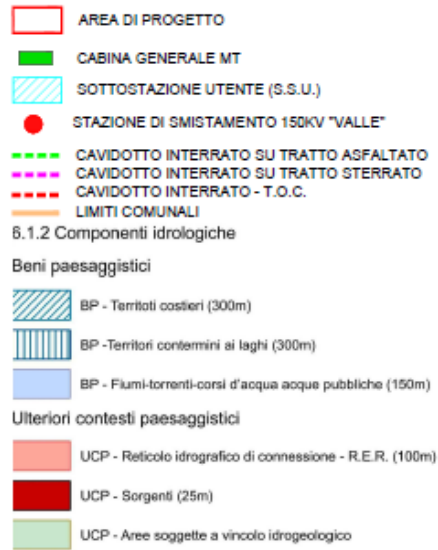 AREA DI PROGETTO
CABINA GENERALE MT
SOTTOSTAZIONE UTENTE (S.S.U.)
STAZIONE DI SMISTAMENTO 150KV "VALLE"
CAVIDOTTO INTERRATO SU TRATTO ASFALTATO
CAVIDOTTO INTERRATO SU TRATTO STERRATO
CAVIDOTTO INTERRATO - T.O.C.
LIMITI COMUNALI
6.1.2 Componenti idrologiche
Beni paesaggistici
BP - Territoti costieri (300m)
BP -Territori contermini ai laghi (300m)
BP - Fiumi-torrenti-corsi d'acqua acque pubbliche (150m)
Ulteriori contesti paesaggistici
UCP - Reticolo idrografico di connessione - R.E.R. (100m)
UCP - Sorgenti (25m)
UCP - Aree soggette a vincolo idrogeologico